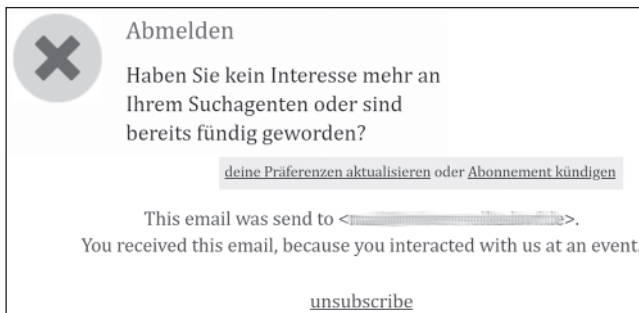 Abmelden
Haben Sie kein Interesse mehr an
Ihrem Suchagenten oder sind
bereits fündig geworden?
deine Präferenzen aktualisieren oder Abonnement kündigen
This email was send to < >.
You received this email, because you interacted with us at an event.
unsubscribe